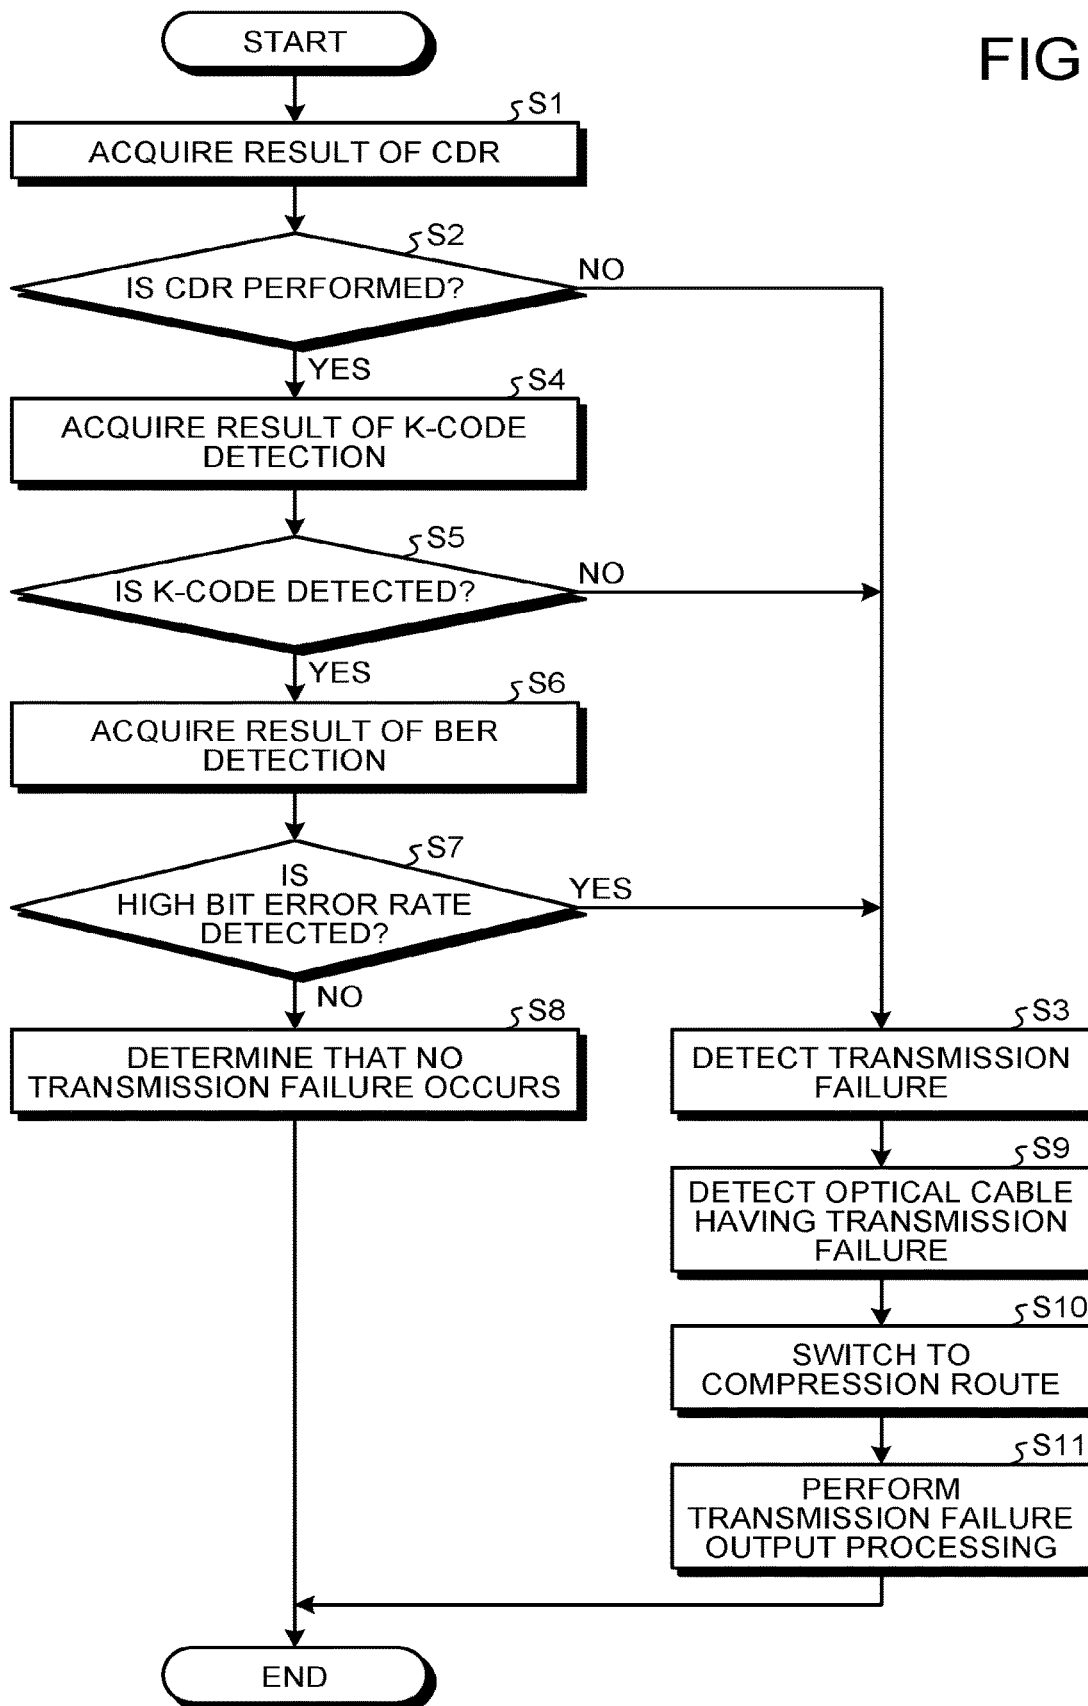 START
FIG
S1
ACQUIRE RESULT OF CDR
S2
IS CDR PERFORMED?
NO
YES
S4
ACQUIRE RESULT OF K-CODE
DETECTION
S5
IS K-CODE DETECTED?
NO
YES
S6
ACQUIRE RESULT OF BER
DETECTION
S7
IS
HIGH BIT ERROR RATE
DETECTED?
YES
NO
S8
DETERMINE THAT NO
TRANSMISSION FAILURE OCCURS
S3
DETECT TRANSMISSION
FAILURE
S9
DETECT OPTICAL CABLE
HAVING TRANSMISSION
FAILURE
S10
SWITCH TO
COMPRESSION ROUTE
S11
PERFORM
TRANSMISSION FAILURE
OUTPUT PROCESSING
END